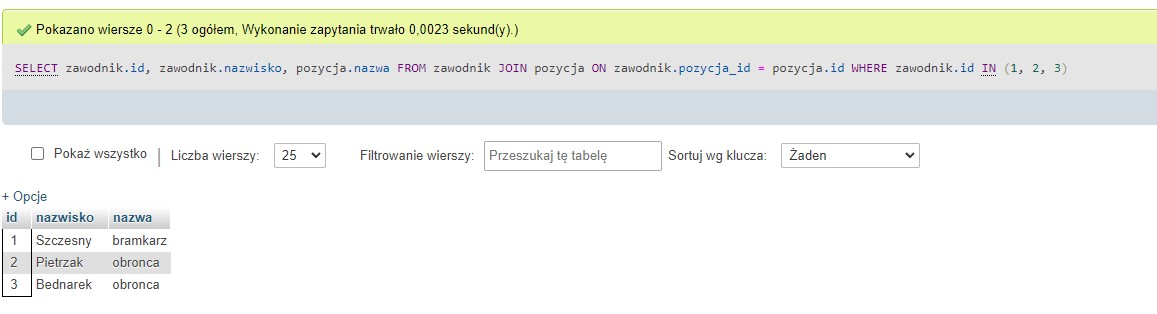 Pokazano wiersze 0 - 2 (3 ogółem, Wykonanie zapytania trwało 0,0023 sekund(y).)
SELECT zawodnik.id, zawodnik.nazwisko, pozycja.nazwa FROM zawodnik JOIN pozycja ON zawodnik.pozycja_id = pozycja.id WHERE zawodnik.id IN (1, 2, 3)
Pokaż wszystko | Liczba wierszy: 25 Filtrowanie wierszy: Przeszukaj tę tabelę Sortuj wg klucza: Żaden
+ Opcje
id nazwisko nazwa
1 Szczesny bramkarz
2 Pietrzak obronca
3 Bednarek obronca